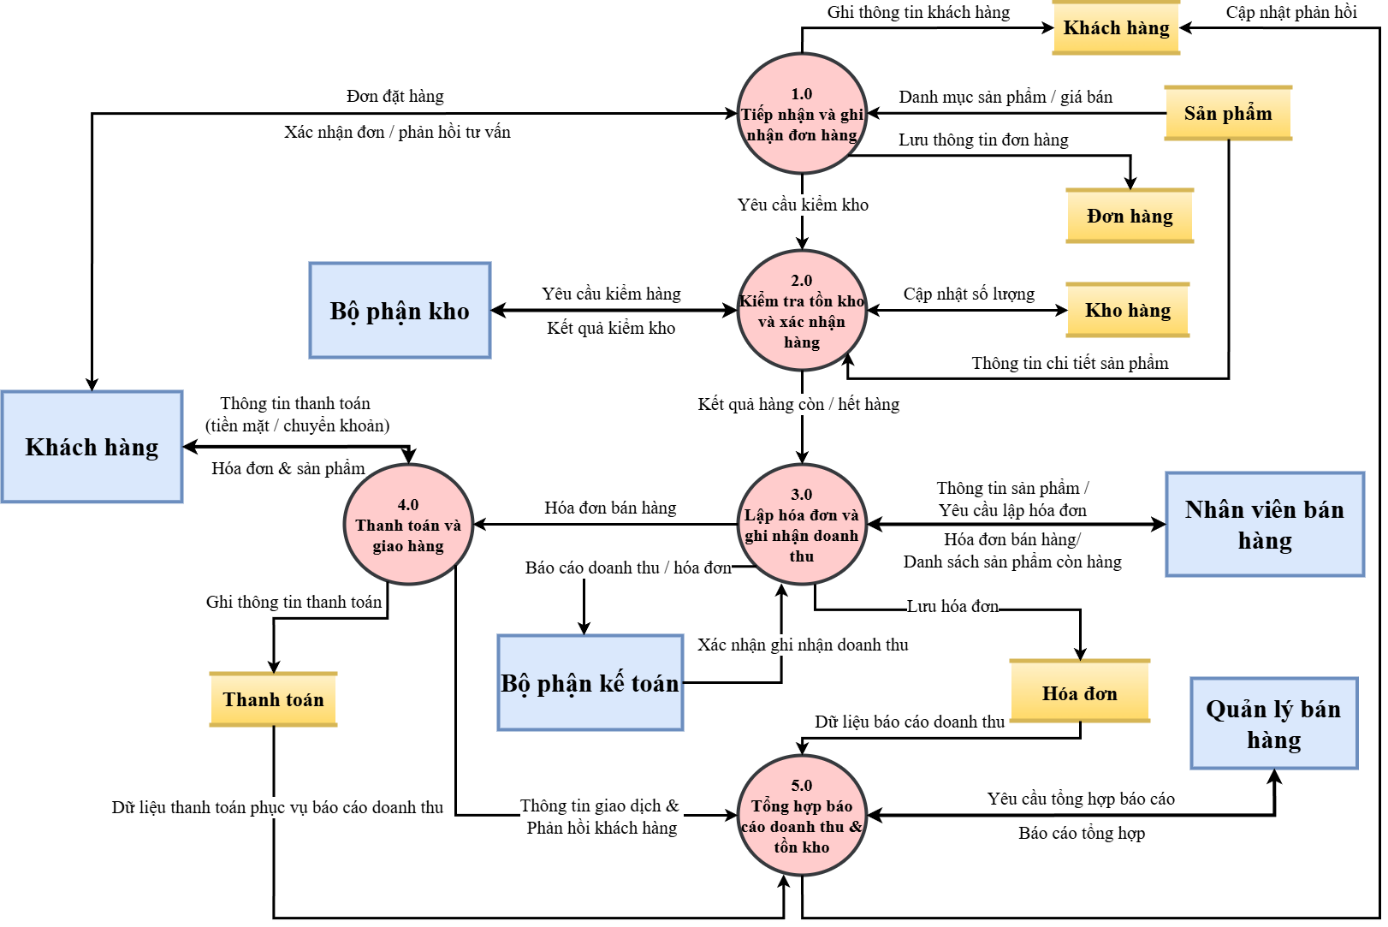 Ghi thông tin khách hàng
Khách hàng
Cập nhật phản hồi
Đơn đặt hàng
Xác nhận đơn / phản hồi tư vấn
1.0
Tiếp nhận và ghi
nhận đơn hàng
Danh mục sản phẩm / giá bán
Sản phẩm
Lưu thông tin đơn hàng
Đơn hàng
Yêu cầu kiểm kho
Bộ phận kho
Yêu cầu kiểm hàng
Kết quả kiểm kho
2.0
Kiểm tra tồn kho
và xác nhận
hàng
Cập nhật số lượng
Kho hàng
Thông tin chi tiết sản phẩm
Kết quả hàng còn / hết hàng
Khách hàng
Thông tin thanh toán
(tiền mặt / chuyển khoản)
Hóa đơn & sản phẩm
4.0
Thanh toán và
giao hàng
Hóa đơn bán hàng
3.0
Lập hóa đơn và
ghi nhận doanh
thu
Thông tin sản phẩm /
Yêu cầu lập hóa đơn
Hóa đơn bán hàng/
Danh sách sản phẩm còn hàng
Nhân viên bán
hàng
Báo cáo doanh thu / hóa đơn
Ghi thông tin thanh toán
Lưu hóa đơn
Xác nhận ghi nhận doanh thu
Bộ phận kế toán
Thanh toán
Hóa đơn
Quản lý bán
hàng
Dữ liệu báo cáo doanh thu
Dữ liệu thanh toán phục vụ báo cáo doanh thu
Thông tin giao dịch &
Phản hồi khách hàng
5.0
Tổng hợp báo
cáo doanh thu &
tồn kho
Yêu cầu tổng hợp báo cáo
Báo cáo tổng hợp